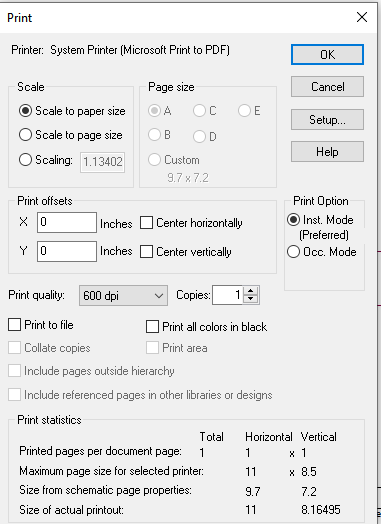 Print
Printer: System Printer (Microsoft Print to PDF)
OK
Cancel
Setup...
Help
Scale
Scale to paper size
Scale to page size
Scaling: 1.13402
Page size
A C E
B D
Custom
9.7 x 7.2
Print offsets
X 0 Inches Center horizontally
Y 0 Inches Center vertically
Print Option
Inst. Mode
(Preferred)
Occ. Mode
Print quality: 600 dpi Copies: 1
Print to file Print all colors in black
Collate copies Print area
Include pages outside hierarchy
Include referenced pages in other libraries or designs
Print statistics
Total Horizontal Vertical
Printed pages per document page: 1 1 x 1
Maximum page size for selected printer: 11 x 8.5
Size from schematic page properties: 9.7 7.2
Size of actual printout: 11 8.16495